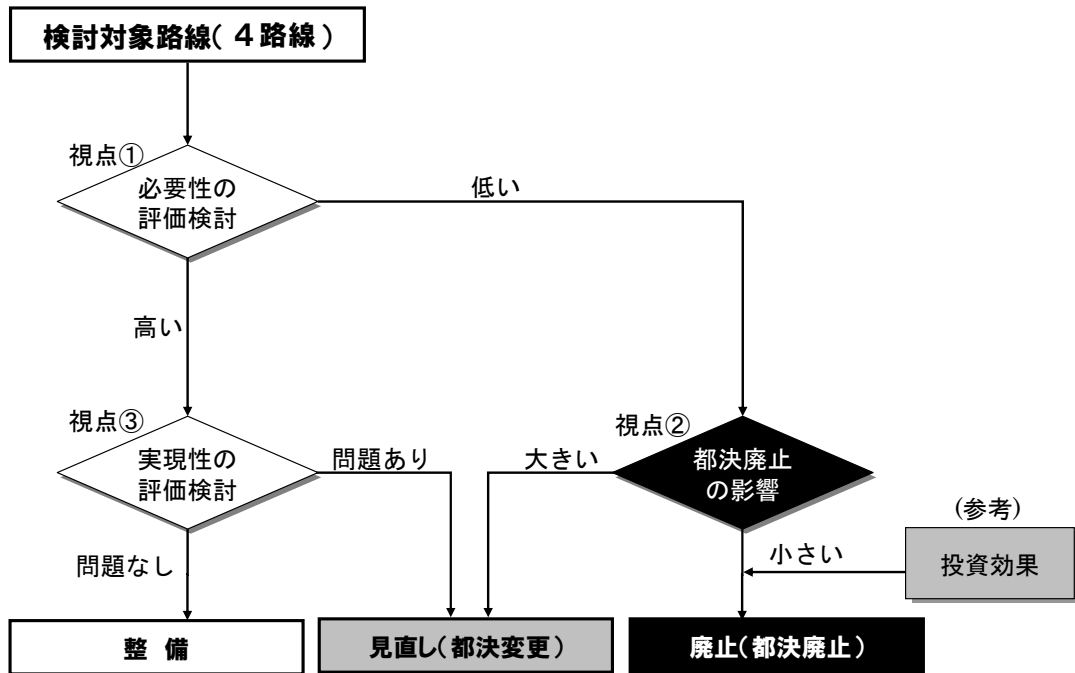 検討対象路線(４路線)
視点①
必要性の
評価検討
低い
高い
視点③
実現性の
評価検討
問題あり
大きい
視点②
都決廃止
の影響
(参考)
投資効果
小さい
問題なし
整 備
見直し(都決変更)
廃止(都決廃止)